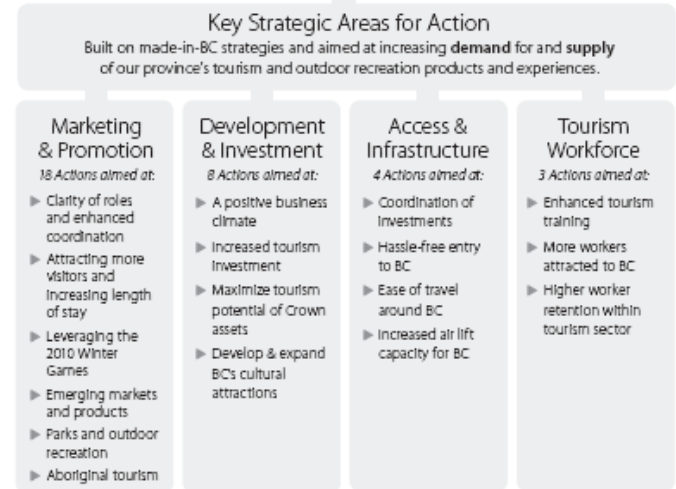 Key Strategic Areas for Action
Built on made-in-BC strategies and aimed at increasing demand for and supply
of our province's tourism and outdoor recreation products and experiences.
Marketing
& Promotion
18 Actions aimed at:
▶ Clarity of roles
and enhanced
coordination
▶ Attracting more
visitors and
increasing length
of stay
▶ Leveraging the
2010 Winter
Games
▶ Emerging markets
and products
▶ Parks and outdoor
recreation
▶ Aboriginal tourism
Development
& Investment
8 Actions aimed at:
▶ A positive business
climate
▶ Increased tourism
investment
▶ Maximize tourism
potential of Crown
assets
▶ Develop & expand
BC's cultural
attractions
Access &
Infrastructure
4 Actions aimed at:
▶ Coordination of
investments
▶ Hassle-free entry
to BC
▶ Ease of travel
around BC
▶ Increased air lift
capacity for BC
Tourism
Workforce
3 Actions aimed at:
▶ Enhanced tourism
training
▶ More workers
attracted to BC
▶ Higher worker
retention within
tourism sector